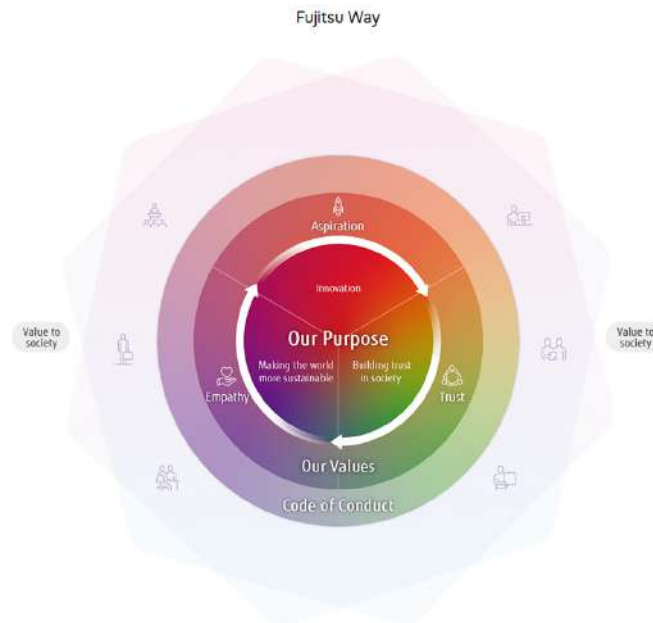 Fujitsu Way
Aspiration
Innovation
Our Purpose
Making the world
more sustainable
Building trust
in society
Value to
society
Value to
society
Empathy
Trust
Our Values
Code of Conduct